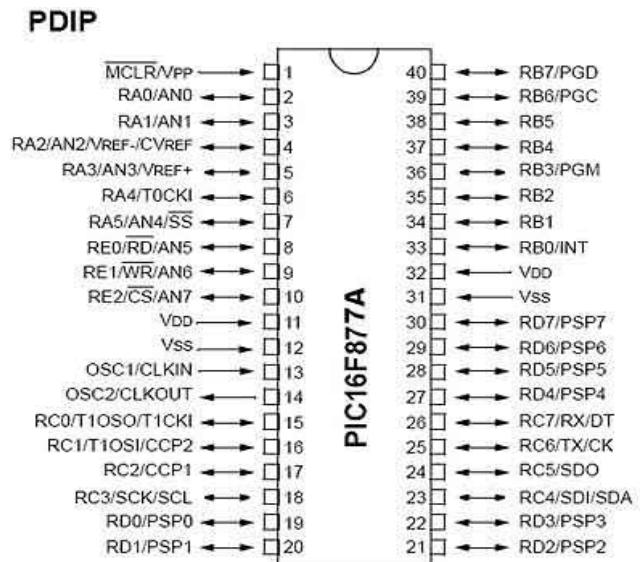 PDIP
MCLR/VPP 1 40 RB7/PGD
RA0/AN0 2 39 RB6/PGC
RA1/AN1 3 38 RB5
RA2/AN2/VREF-/CVREF 4 37 RB4
RA3/AN3/VREF+ 5 36 RB3/PGM
RA4/T0CKI 6 35 RB2
RA5/AN4/SS 7 34 RB1
RE0/RD/AN5 8 33 RB0/INT
RE1/WR/AN6 9 32 VDD
RE2/CS/AN7 10 31 VSS
VDD 11 30 RD7/PSP7
VSS 12 29 RD6/PSP6
OSC1/CLKIN 13 28 RD5/PSP5
OSC2/CLKOUT 14 27 RD4/PSP4
RC0/T1OSO/T1CKI 15 26 RC7/RX/DT
RC1/T1OSI/CCP2 16 25 RC6/TX/CK
RC2/CCP1 17 24 RC5/SDO
RC3/SCK/SCL 18 23 RC4/SDI/SDA
RD0/PSP0 19 22 RD3/PSP3
RD1/PSP1 20 21 RD2/PSP2
PIC16F877A